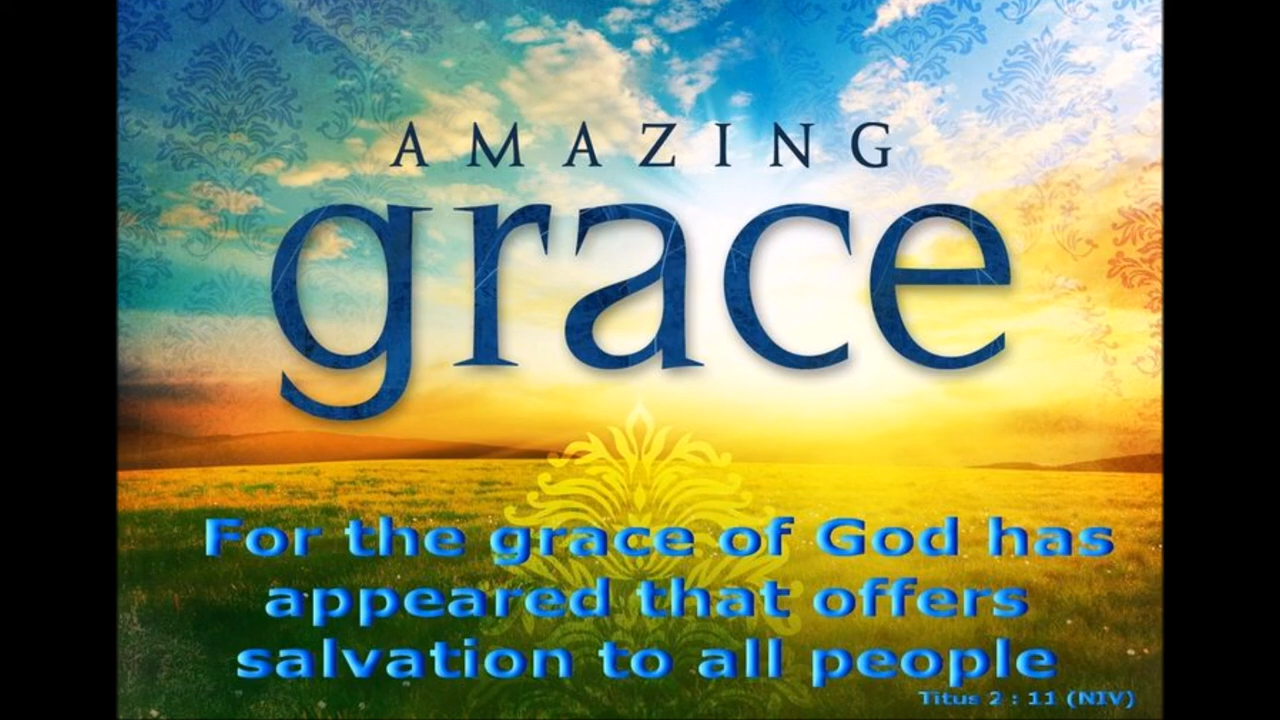 AMAZING
grace
For the grace of God has
appeared that offers
salvation to all people
Titus 2 : 11 (NIV)